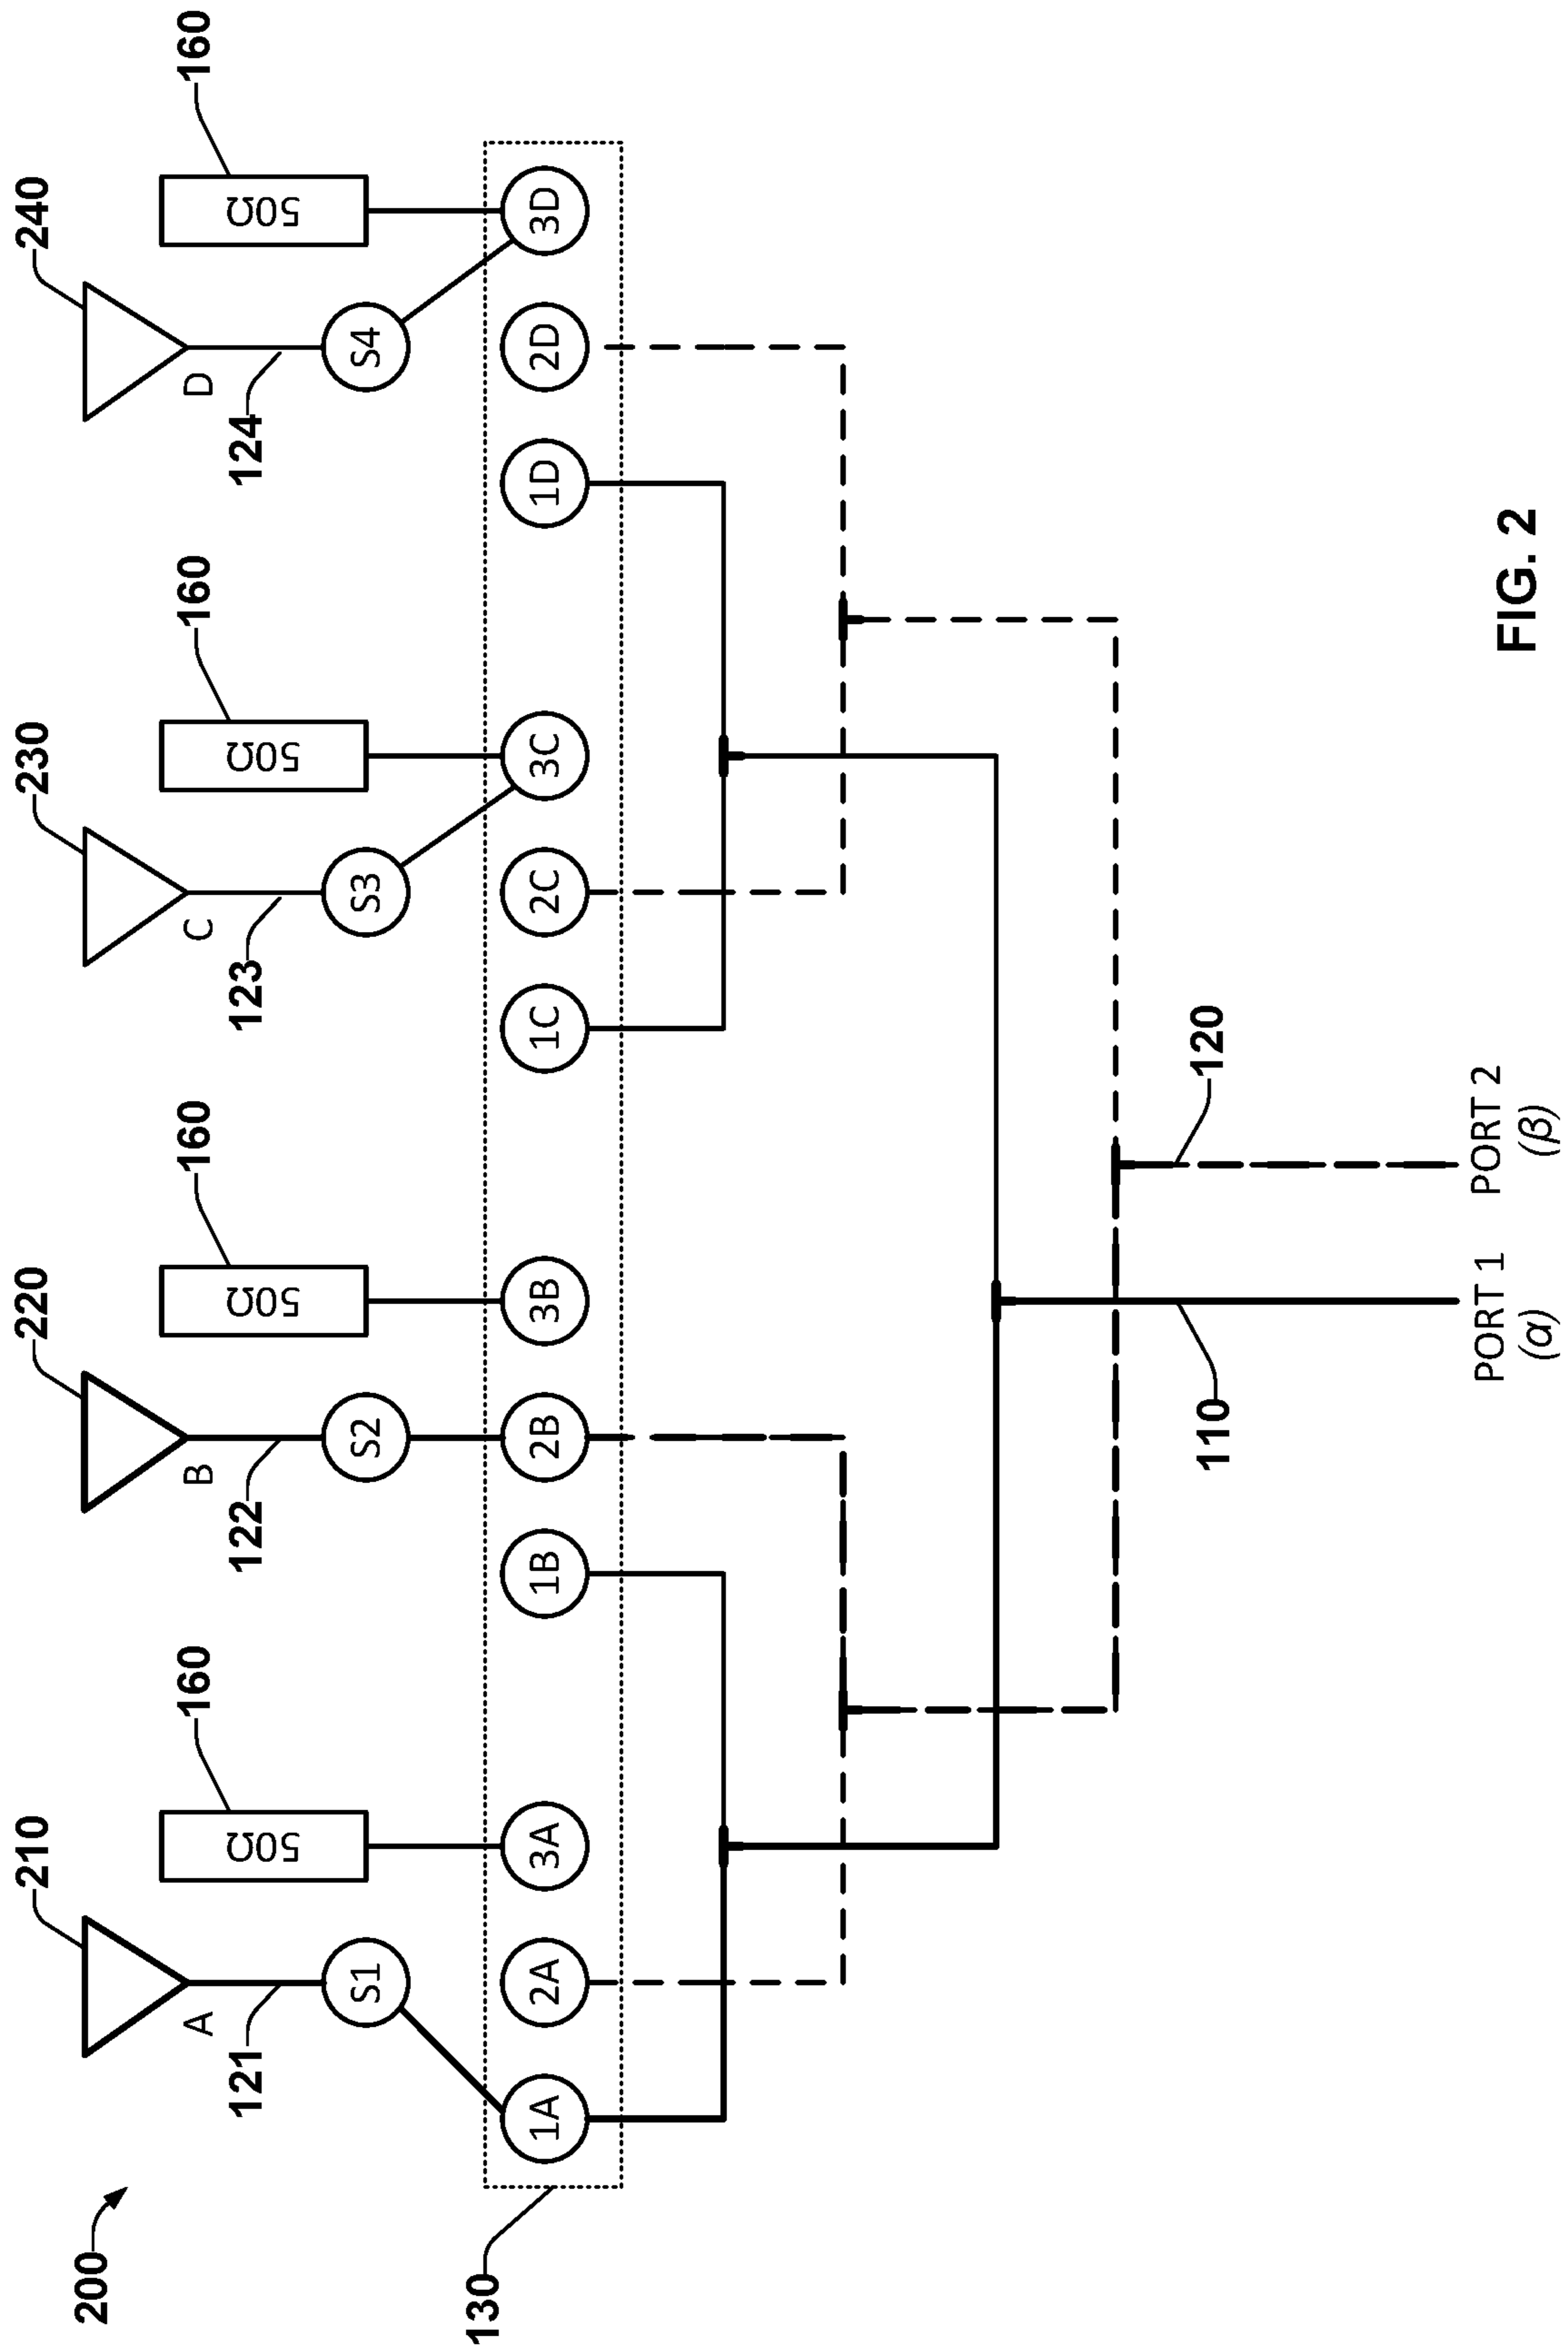 200
210
160
220
160
230
160
240
160
A
50Ω
B
50Ω
C
50Ω
D
50Ω
121
122
123
124
S1
S2
S3
S4
130
1A
2A
3A
1B
2B
3B
1C
2C
3C
1D
2D
3D
110
120
PORT 1
(α)
PORT 2
(β)
FIG. 2